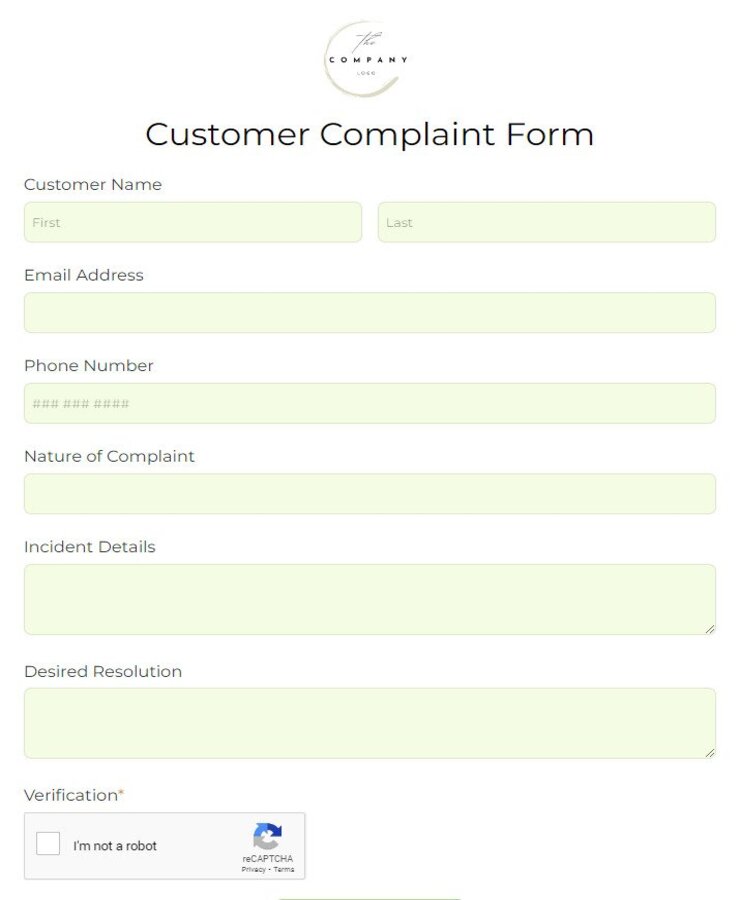 the
COMPANY
LOGO
Customer Complaint Form
Customer Name
First Last
Email Address
Phone Number
### ### ####
Nature of Complaint
Incident Details
Desired Resolution
Verification*
I'm not a robot
reCAPTCHA
Privacy • Terms